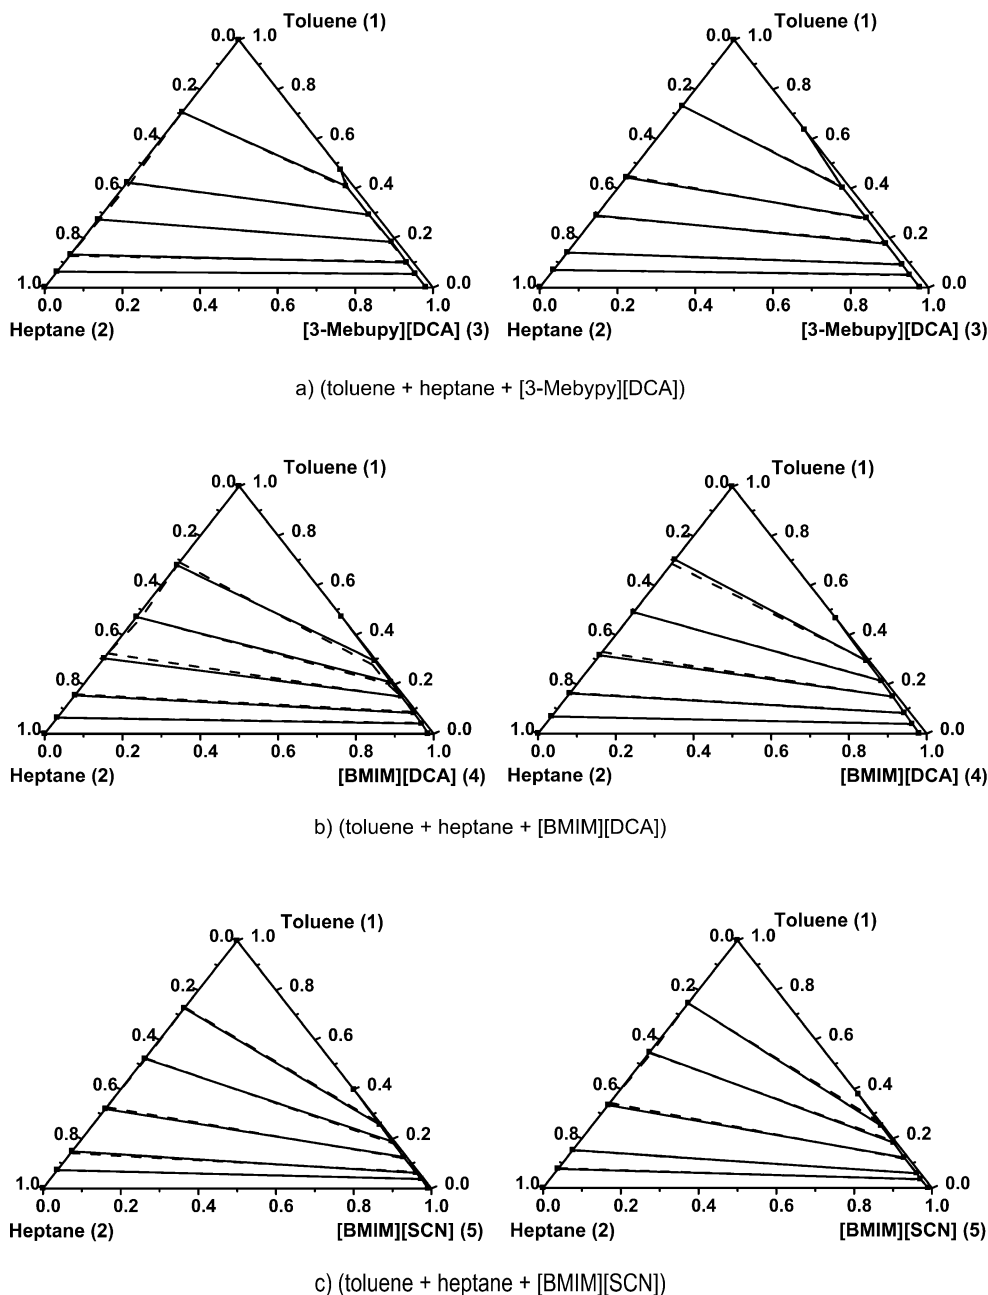 Toluene (1) Toluene (1)
0.0 1.0 0.0 1.0
0.2 0.8 0.2 0.8
0.4 0.6 0.4 0.6
0.6 0.4 0.6 0.4
0.8 0.2 0.8 0.2
1.0 0.0 1.0 0.0
0.0 0.2 0.4 0.6 0.8 1.0 0.0 0.2 0.4 0.6 0.8 1.0
Heptane (2) [3-Mebupy][DCA] (3) Heptane (2) [3-Mebupy][DCA] (3)
a) (toluene + heptane + [3-Mebypy][DCA])
Toluene (1) Toluene (1)
0.0 1.0 0.0 1.0
0.2 0.8 0.2 0.8
0.4 0.6 0.4 0.6
0.6 0.4 0.6 0.4
0.8 0.2 0.8 0.2
1.0 0.0 1.0 0.0
0.0 0.2 0.4 0.6 0.8 1.0 0.0 0.2 0.4 0.6 0.8 1.0
Heptane (2) [BMIM][DCA] (4) Heptane (2) [BMIM][DCA] (4)
b) (toluene + heptane + [BMIM][DCA])
Toluene (1) Toluene (1)
0.0 1.0 0.0 1.0
0.2 0.8 0.2 0.8
0.4 0.6 0.4 0.6
0.6 0.4 0.6 0.4
0.8 0.2 0.8 0.2
1.0 0.0 1.0 0.0
0.0 0.2 0.4 0.6 0.8 1.0 0.0 0.2 0.4 0.6 0.8 1.0
Heptane (2) [BMIM][SCN] (5) Heptane (2) [BMIM][SCN] (5)
c) (toluene + heptane + [BMIM][SCN])